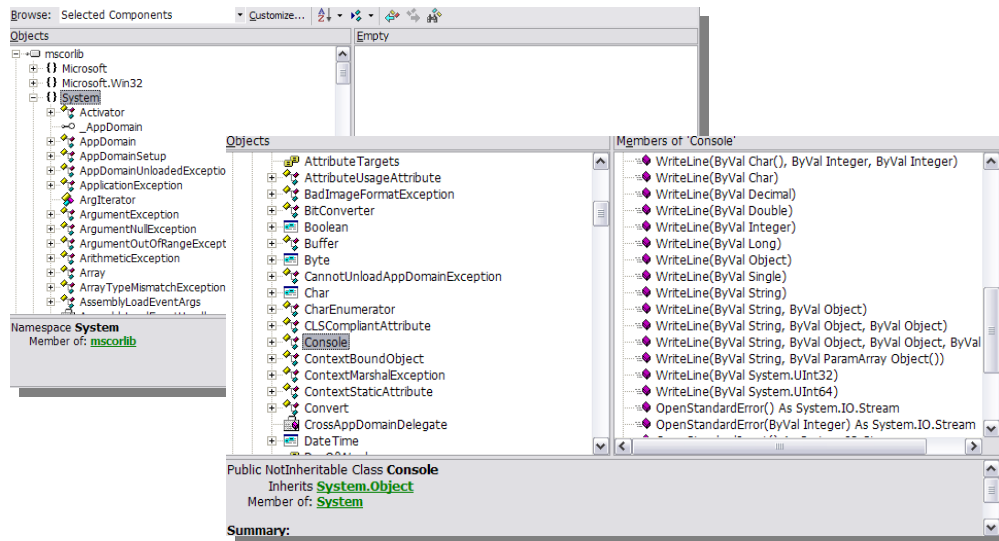 Browse: Selected Components Customize...
Objects
Empty
mscorlib
{} Microsoft
{} Microsoft.Win32
{} System
Activator
_AppDomain
AppDomain
AppDomainSetup
AppDomainUnloadedExceptio
ApplicationException
ArgIterator
ArgumentException
ArgumentNullException
ArgumentOutOfRangeExcept
ArithmeticException
Array
ArrayTypeMismatchException
AssemblyLoadEventArgs
Namespace System
Member of: mscorlib
Objects
AttributeTargets
AttributeUsageAttribute
BadImageFormatException
BitConverter
Boolean
Buffer
Byte
CannotUnloadAppDomainException
Char
CharEnumerator
CLSCompliantAttribute
Console
ContextBoundObject
ContextMarshalException
ContextStaticAttribute
Convert
CrossAppDomainDelegate
DateTime
Members of 'Console'
WriteLine(ByVal Char(), ByVal Integer, ByVal Integer)
WriteLine(ByVal Char)
WriteLine(ByVal Decimal)
WriteLine(ByVal Double)
WriteLine(ByVal Integer)
WriteLine(ByVal Long)
WriteLine(ByVal Object)
WriteLine(ByVal Single)
WriteLine(ByVal String)
WriteLine(ByVal String, ByVal Object)
WriteLine(ByVal String, ByVal Object, ByVal Object)
WriteLine(ByVal String, ByVal Object, ByVal Object, ByVal
WriteLine(ByVal String, ByVal ParamArray Object())
WriteLine(ByVal System.UInt32)
WriteLine(ByVal System.UInt64)
OpenStandardError() As System.IO.Stream
OpenStandardError(ByVal Integer) As System.IO.Stream
Public NotInheritable Class Console
Inherits System.Object
Member of: System
Summary: